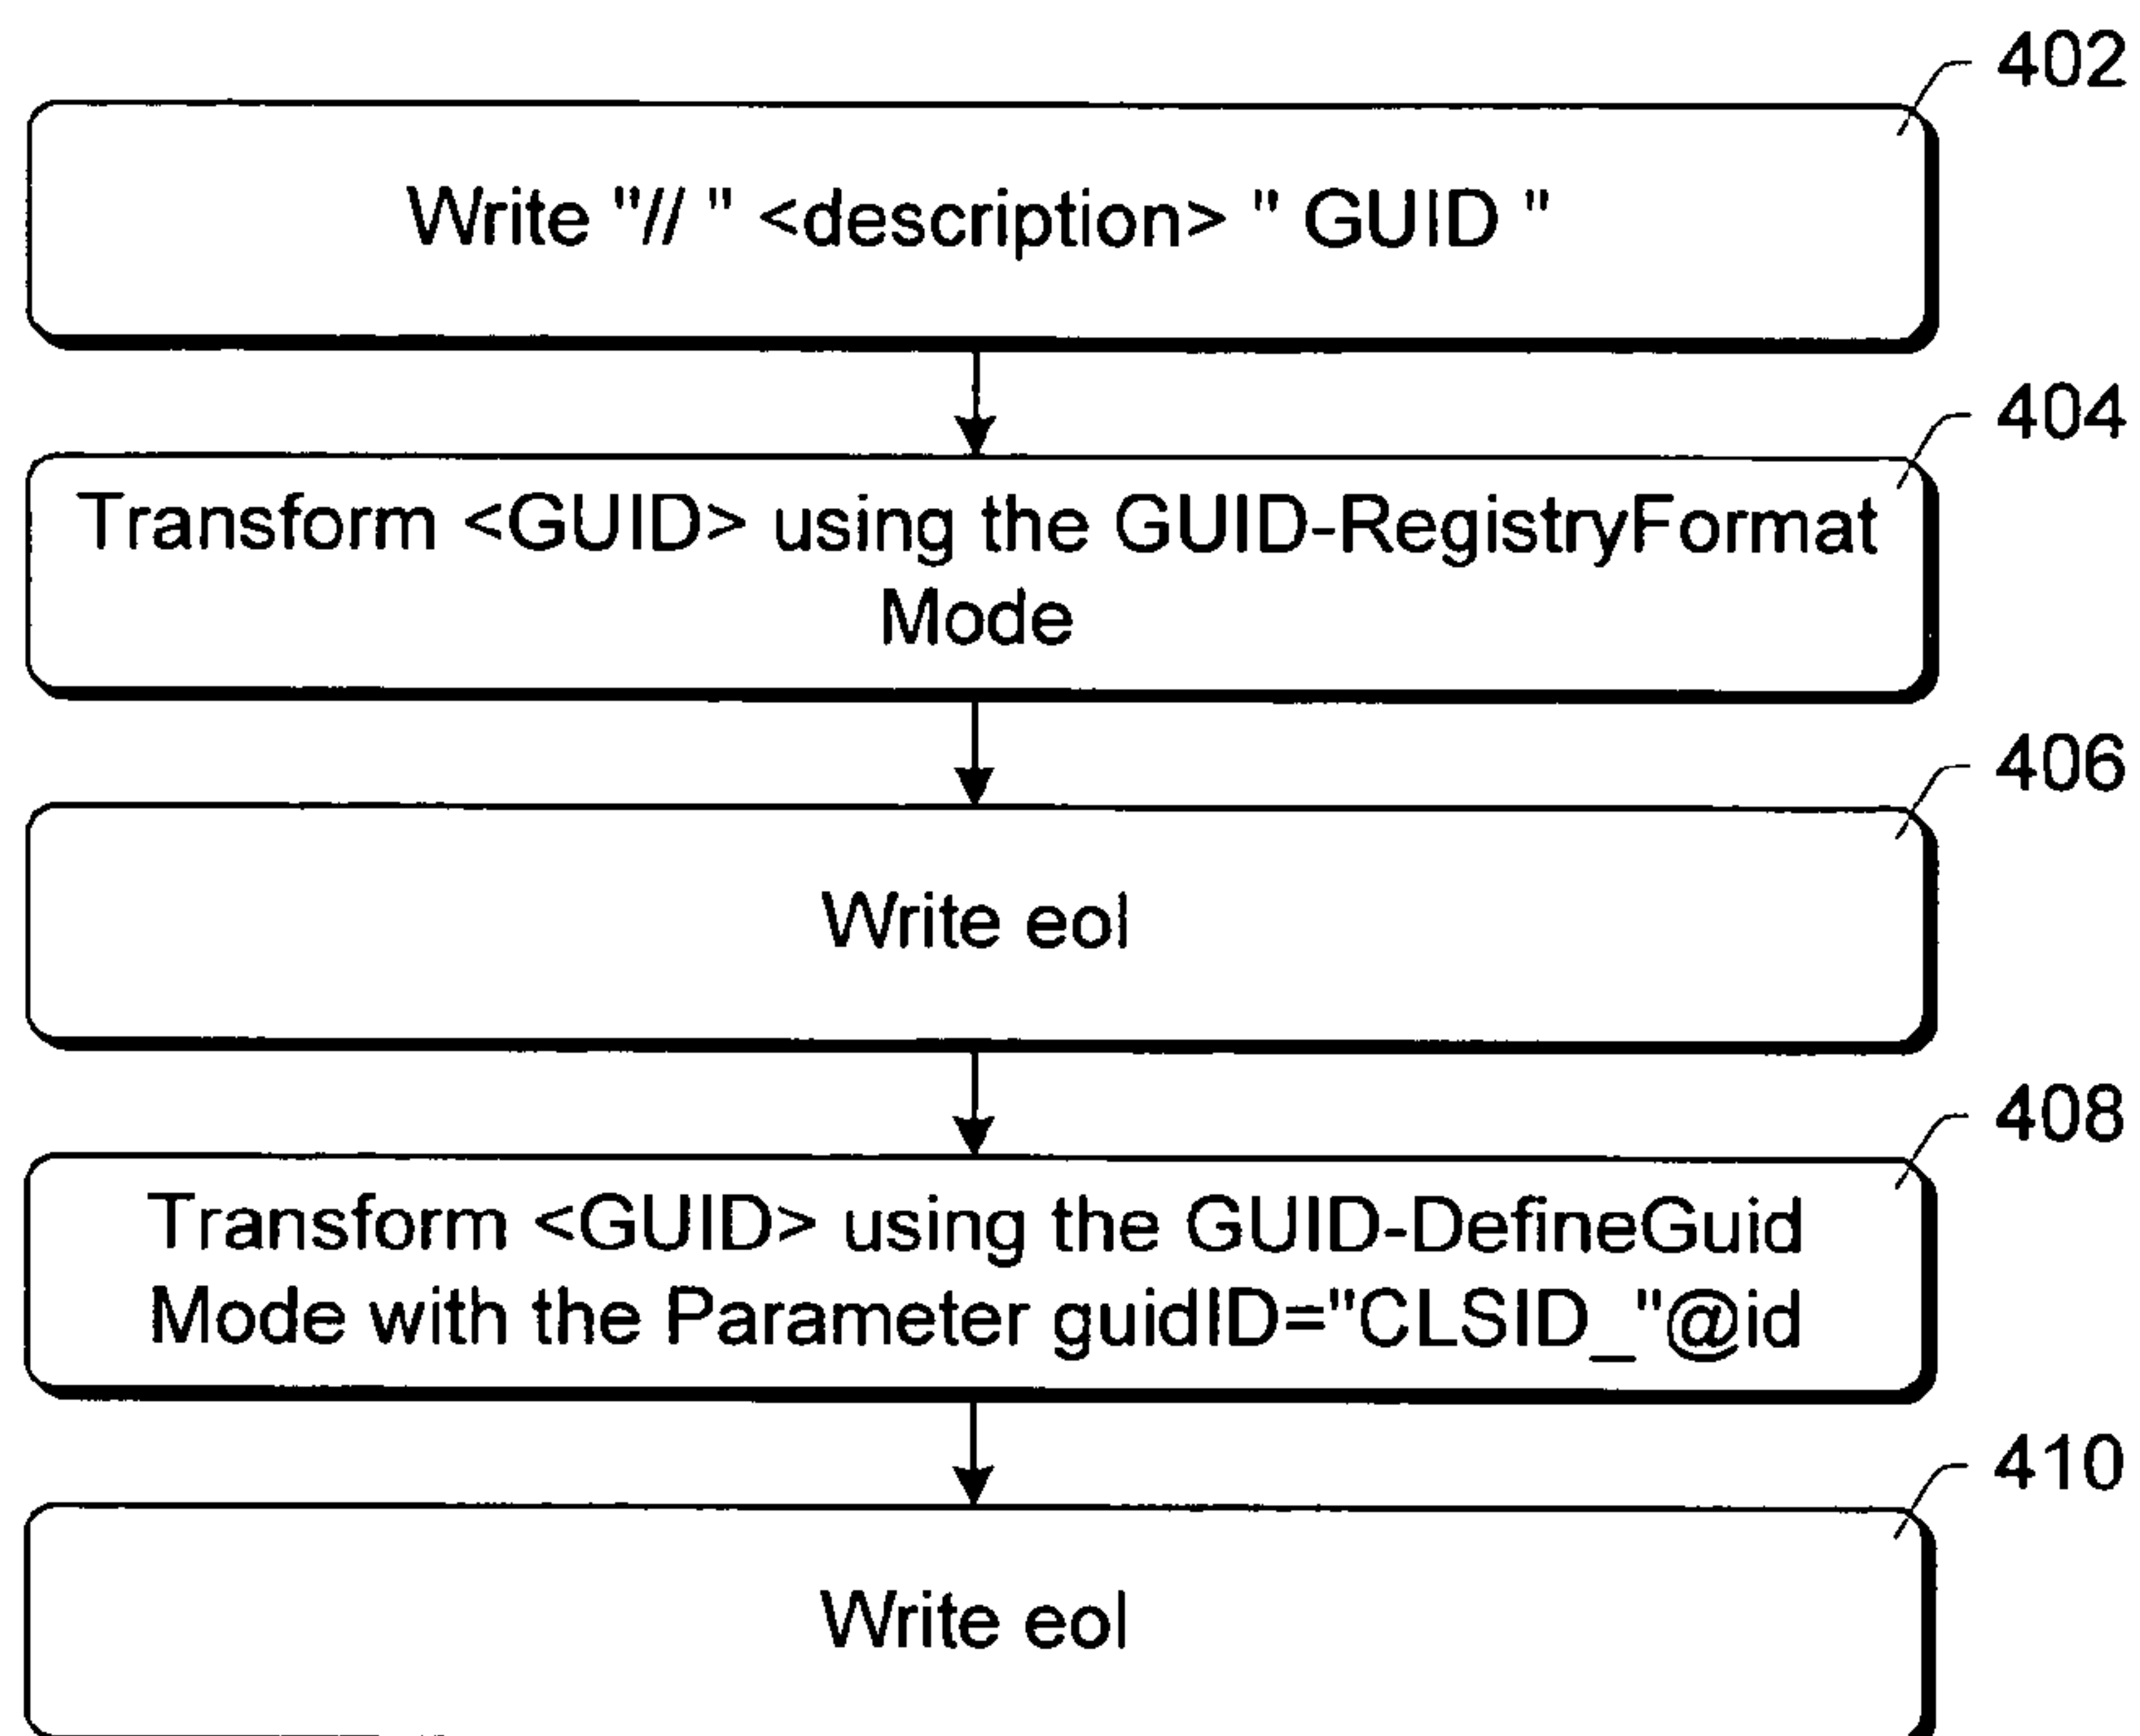 402
Write "// " <description> " GUID "
404
Transform <GUID> using the GUID-RegistryFormat
Mode
406
Write eol
408
Transform <GUID> using the GUID-DefineGuid
Mode with the Parameter guidID="CLSID_"@id
410
Write eol